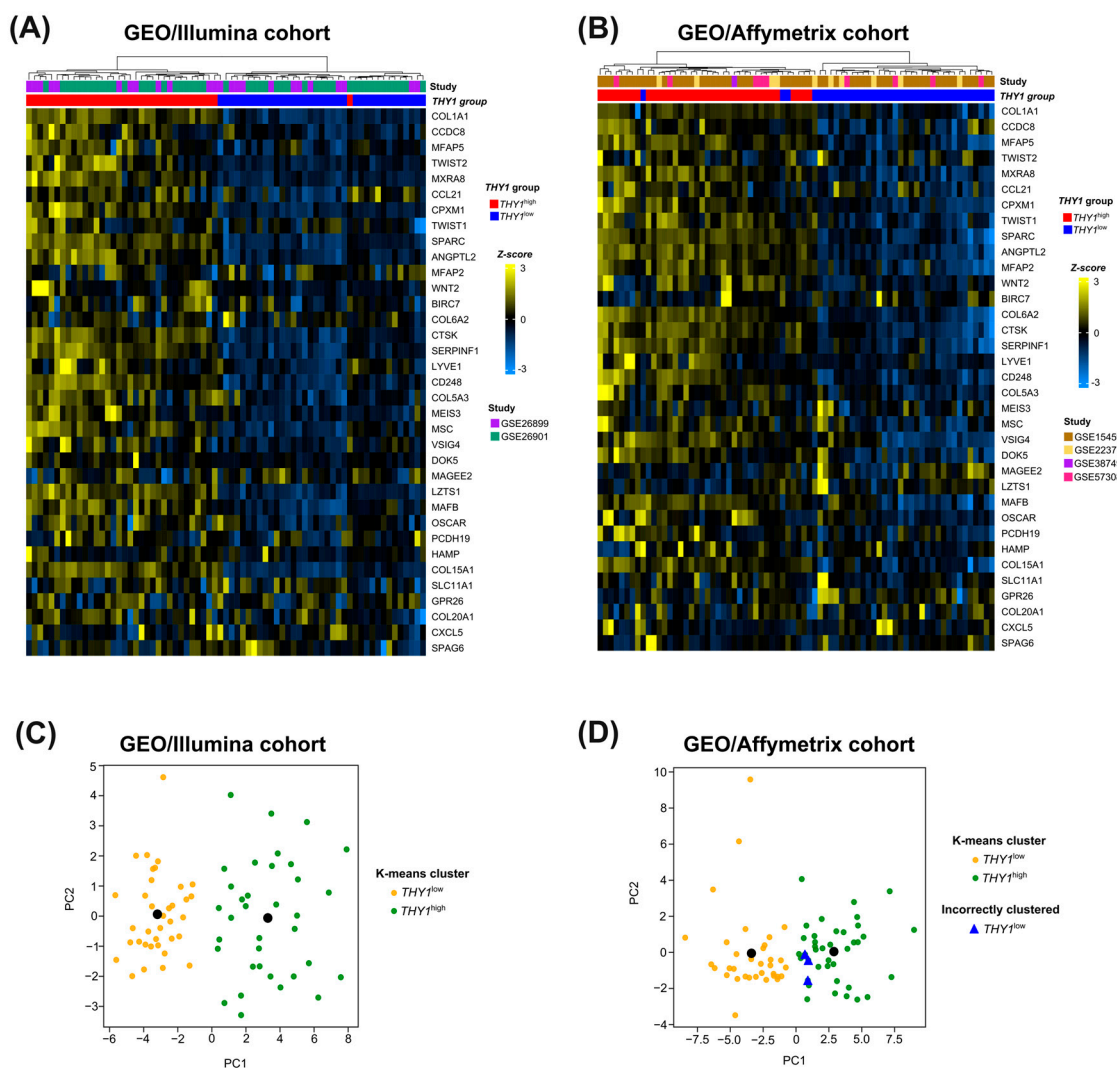 (A)
GEO/Illumina cohort
Study
THY1 group
COL1A1
CCDC8
MFAP5
TWIST2
MXRA8
CCL21
CPXM1
TWIST1
SPARC
ANGPTL2
MFAP2
WNT2
BIRC7
COL6A2
CTSK
SERPINF1
LYVE1
CD248
COL5A3
MEIS3
MSC
VSIG4
DOK5
MAGEE2
LZTS1
MAFB
OSCAR
PCDH19
HAMP
COL15A1
SLC11A1
GPR26
COL20A1
CXCL5
SPAG6
THY1 group
THY1high
THY1low
Z-score
3
0
-3
Study
GSE26899
GSE26901
(B)
GEO/Affymetrix cohort
Study
THY1 group
COL1A1
CCDC8
MFAP5
TWIST2
MXRA8
CCL21
CPXM1
TWIST1
SPARC
ANGPTL2
MFAP2
WNT2
BIRC7
COL6A2
CTSK
SERPINF1
LYVE1
CD248
COL5A3
MEIS3
MSC
VSIG4
DOK5
MAGEE2
LZTS1
MAFB
OSCAR
PCDH19
HAMP
COL15A1
SLC11A1
GPR26
COL20A1
CXCL5
SPAG6
THY1 group
THY1high
THY1low
Z-score
3
0
-3
Study
GSE1545
GSE2237
GSE3874
GSE5730
(C)
GEO/Illumina cohort
PC2
5
4
3
2
1
0
−1
−2
−3
−6
−4
−2
0
2
4
6
8
PC1
K-means cluster
THY1low
THY1high
(D)
GEO/Affymetrix cohort
PC2
10
8
6
4
2
0
−2
−4
−7.5
−5.0
−2.5
0
2.5
5.0
7.5
PC1
K-means cluster
THY1low
THY1high
Incorrectly clustered
THY1low